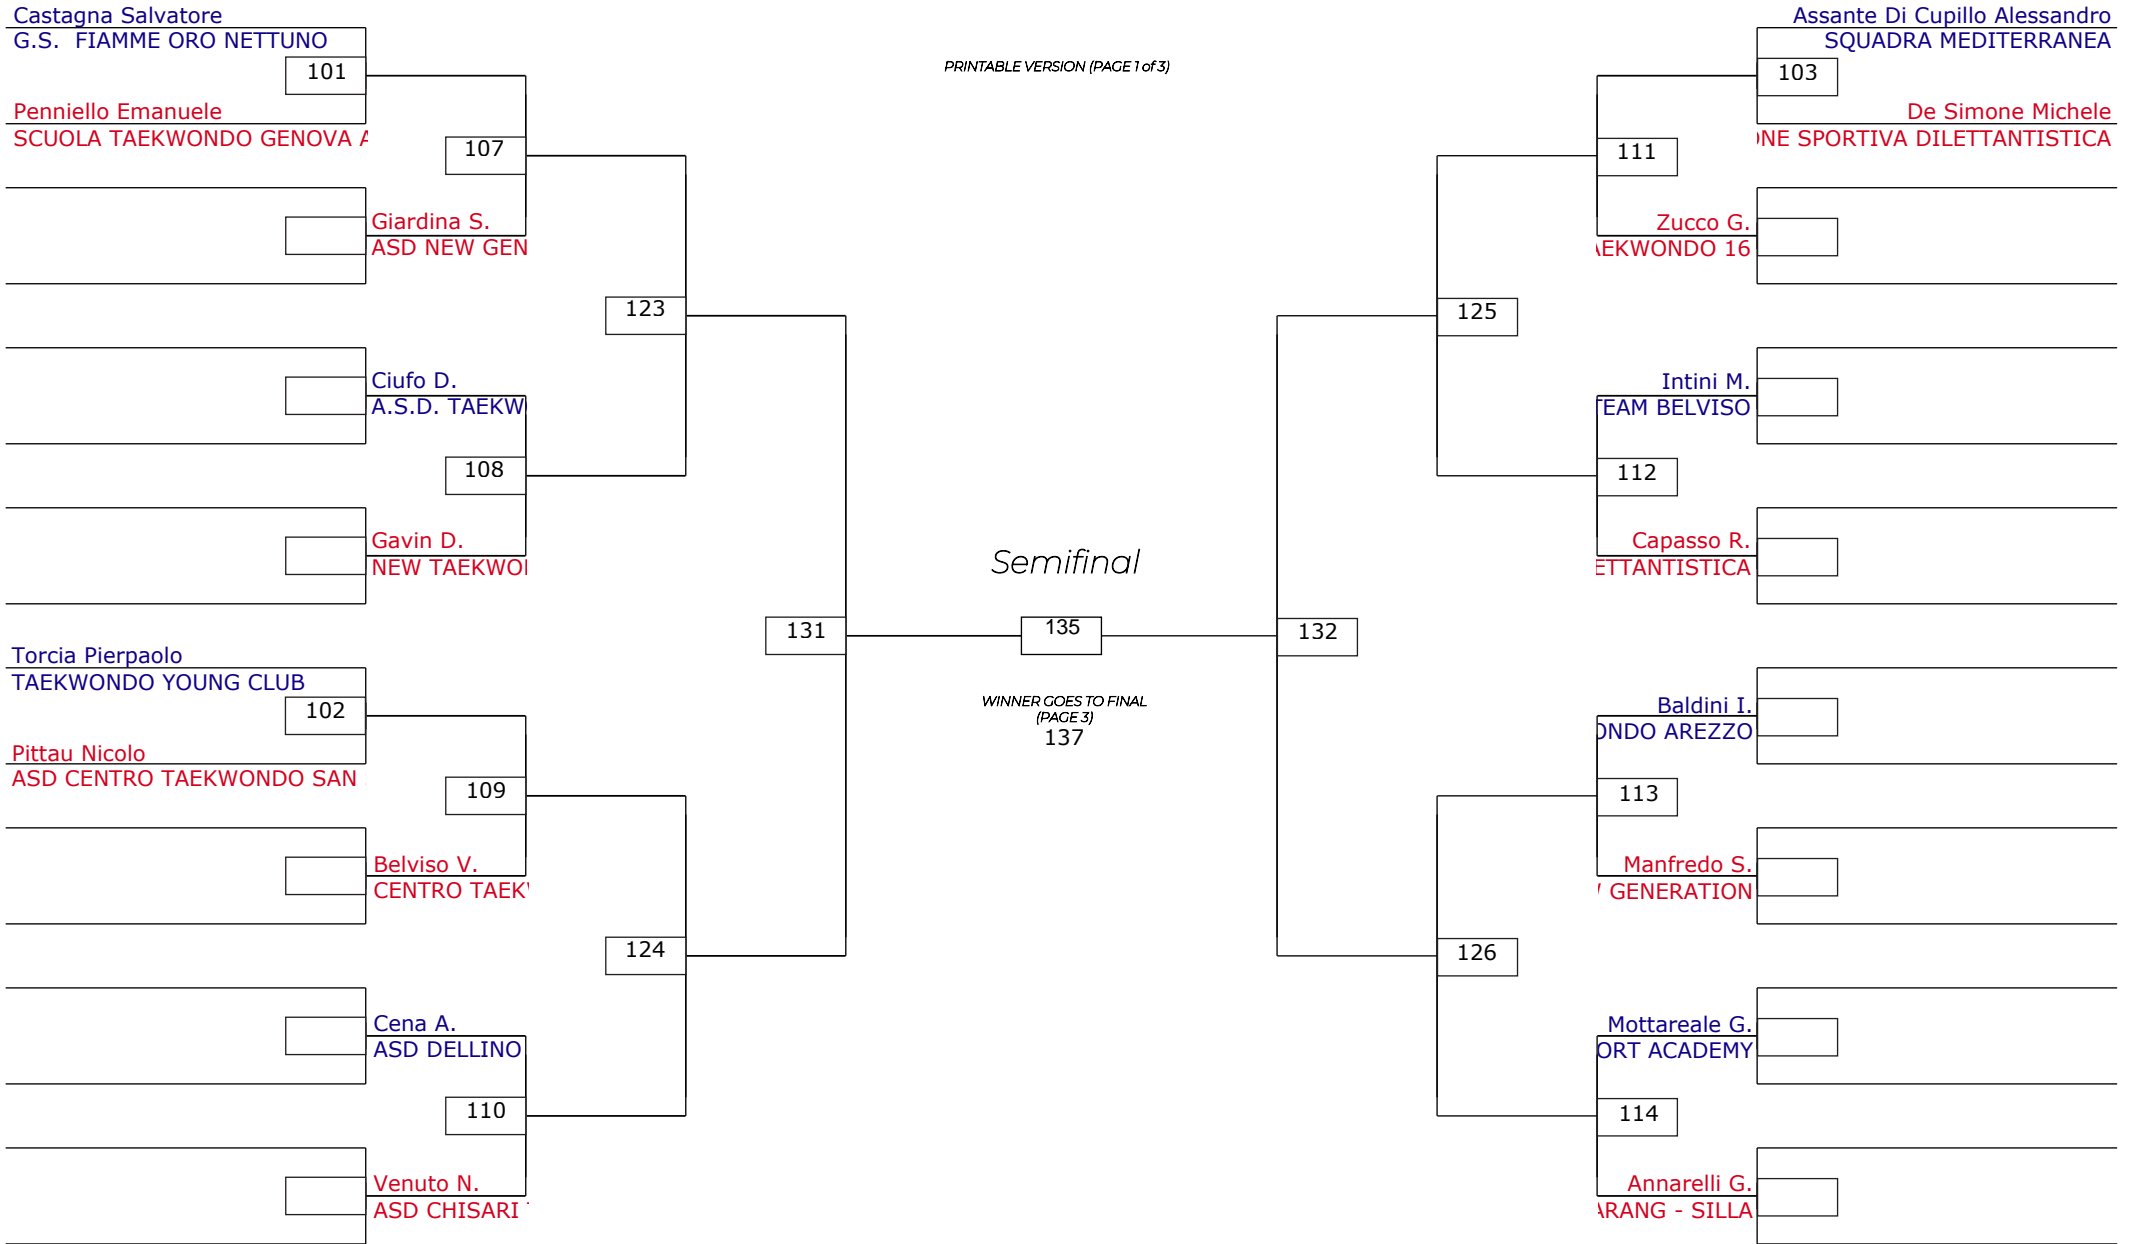 Castagna Salvatore
G.S. FIAMME ORO NETTUNO
101
Penniello Emanuele
SCUOLA TAEKWONDO GENOVA A
107
Giardina S.
ASD NEW GEN
123
Ciufo D.
A.S.D. TAEKW
108
Gavin D.
NEW TAEKWO
131
Torcia Pierpaolo
TAEKWONDO YOUNG CLUB
102
Pittau Nicolo
ASD CENTRO TAEKWONDO SAN
109
Belviso V.
CENTRO TAEK
124
Cena A.
ASD DELLINO
110
Venuto N.
ASD CHISARI
PRINTABLE VERSION (PAGE 1 of 3)
Semifinal
135
WINNER GOES TO FINAL
(PAGE 3)
137
Assante Di Cupillo Alessandro
SQUADRA MEDITERRANEA
103
De Simone Michele
NE SPORTIVA DILETTANTISTICA
111
Zucco G.
AEKWONDO 16
125
Intini M.
TEAM BELVISO
112
Capasso R.
ETTANTISTICA
132
Baldini I.
ONDO AREZZO
113
Manfredo S.
GENERATION
126
Mottareale G.
ORT ACADEMY
114
Annarelli G.
ARANG - SILLA